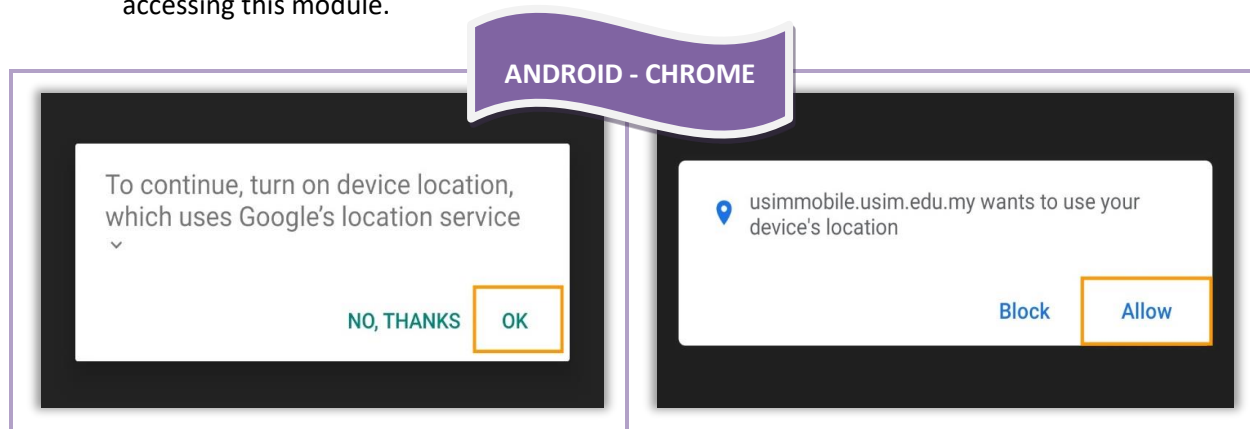 accessing this module.
ANDROID - CHROME
To continue, turn on device location,
which uses Google's location service
NO, THANKS
OK
usimmobile.usim.edu.my wants to use your
device's location
Block
Allow